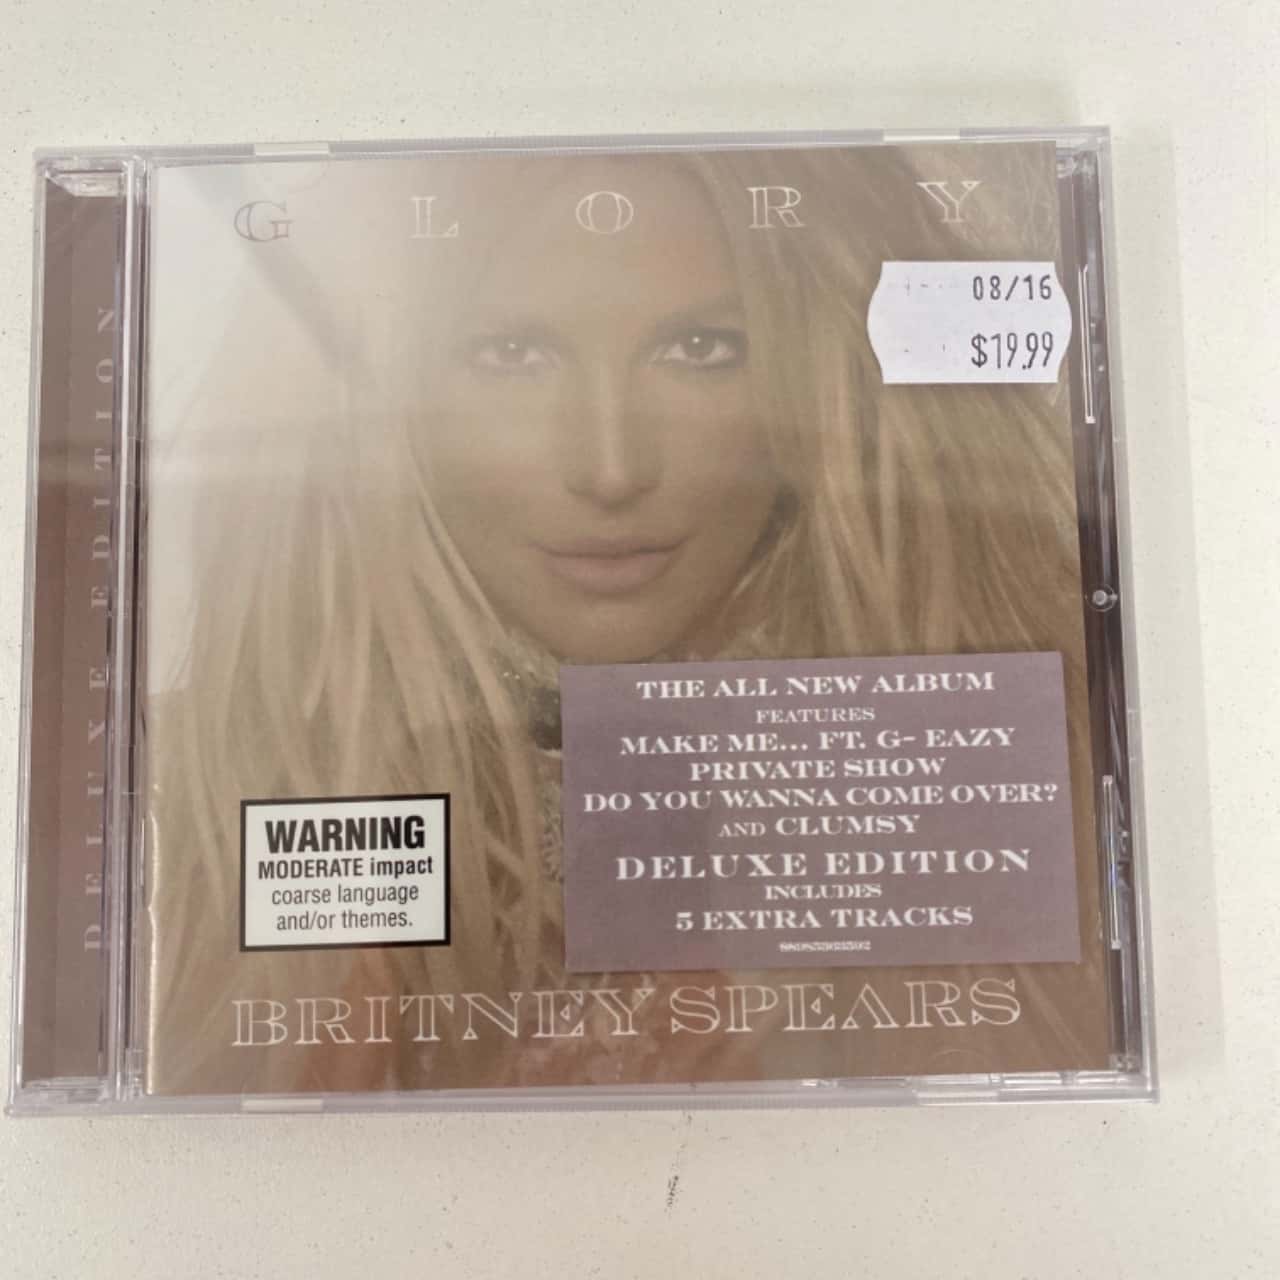 GLORY
08/16
$19.99
DELUXE EDITION
THE ALL NEW ALBUM
FEATURES
MAKE ME... FT. G- EAZY
PRIVATE SHOW
DO YOU WANNA COME OVER?
AND CLUMSY
DELUXE EDITION
INCLUDES
5 EXTRA TRACKS
WARNING
MODERATE impact
coarse language
and/or themes.
BRITNEY SPEARS